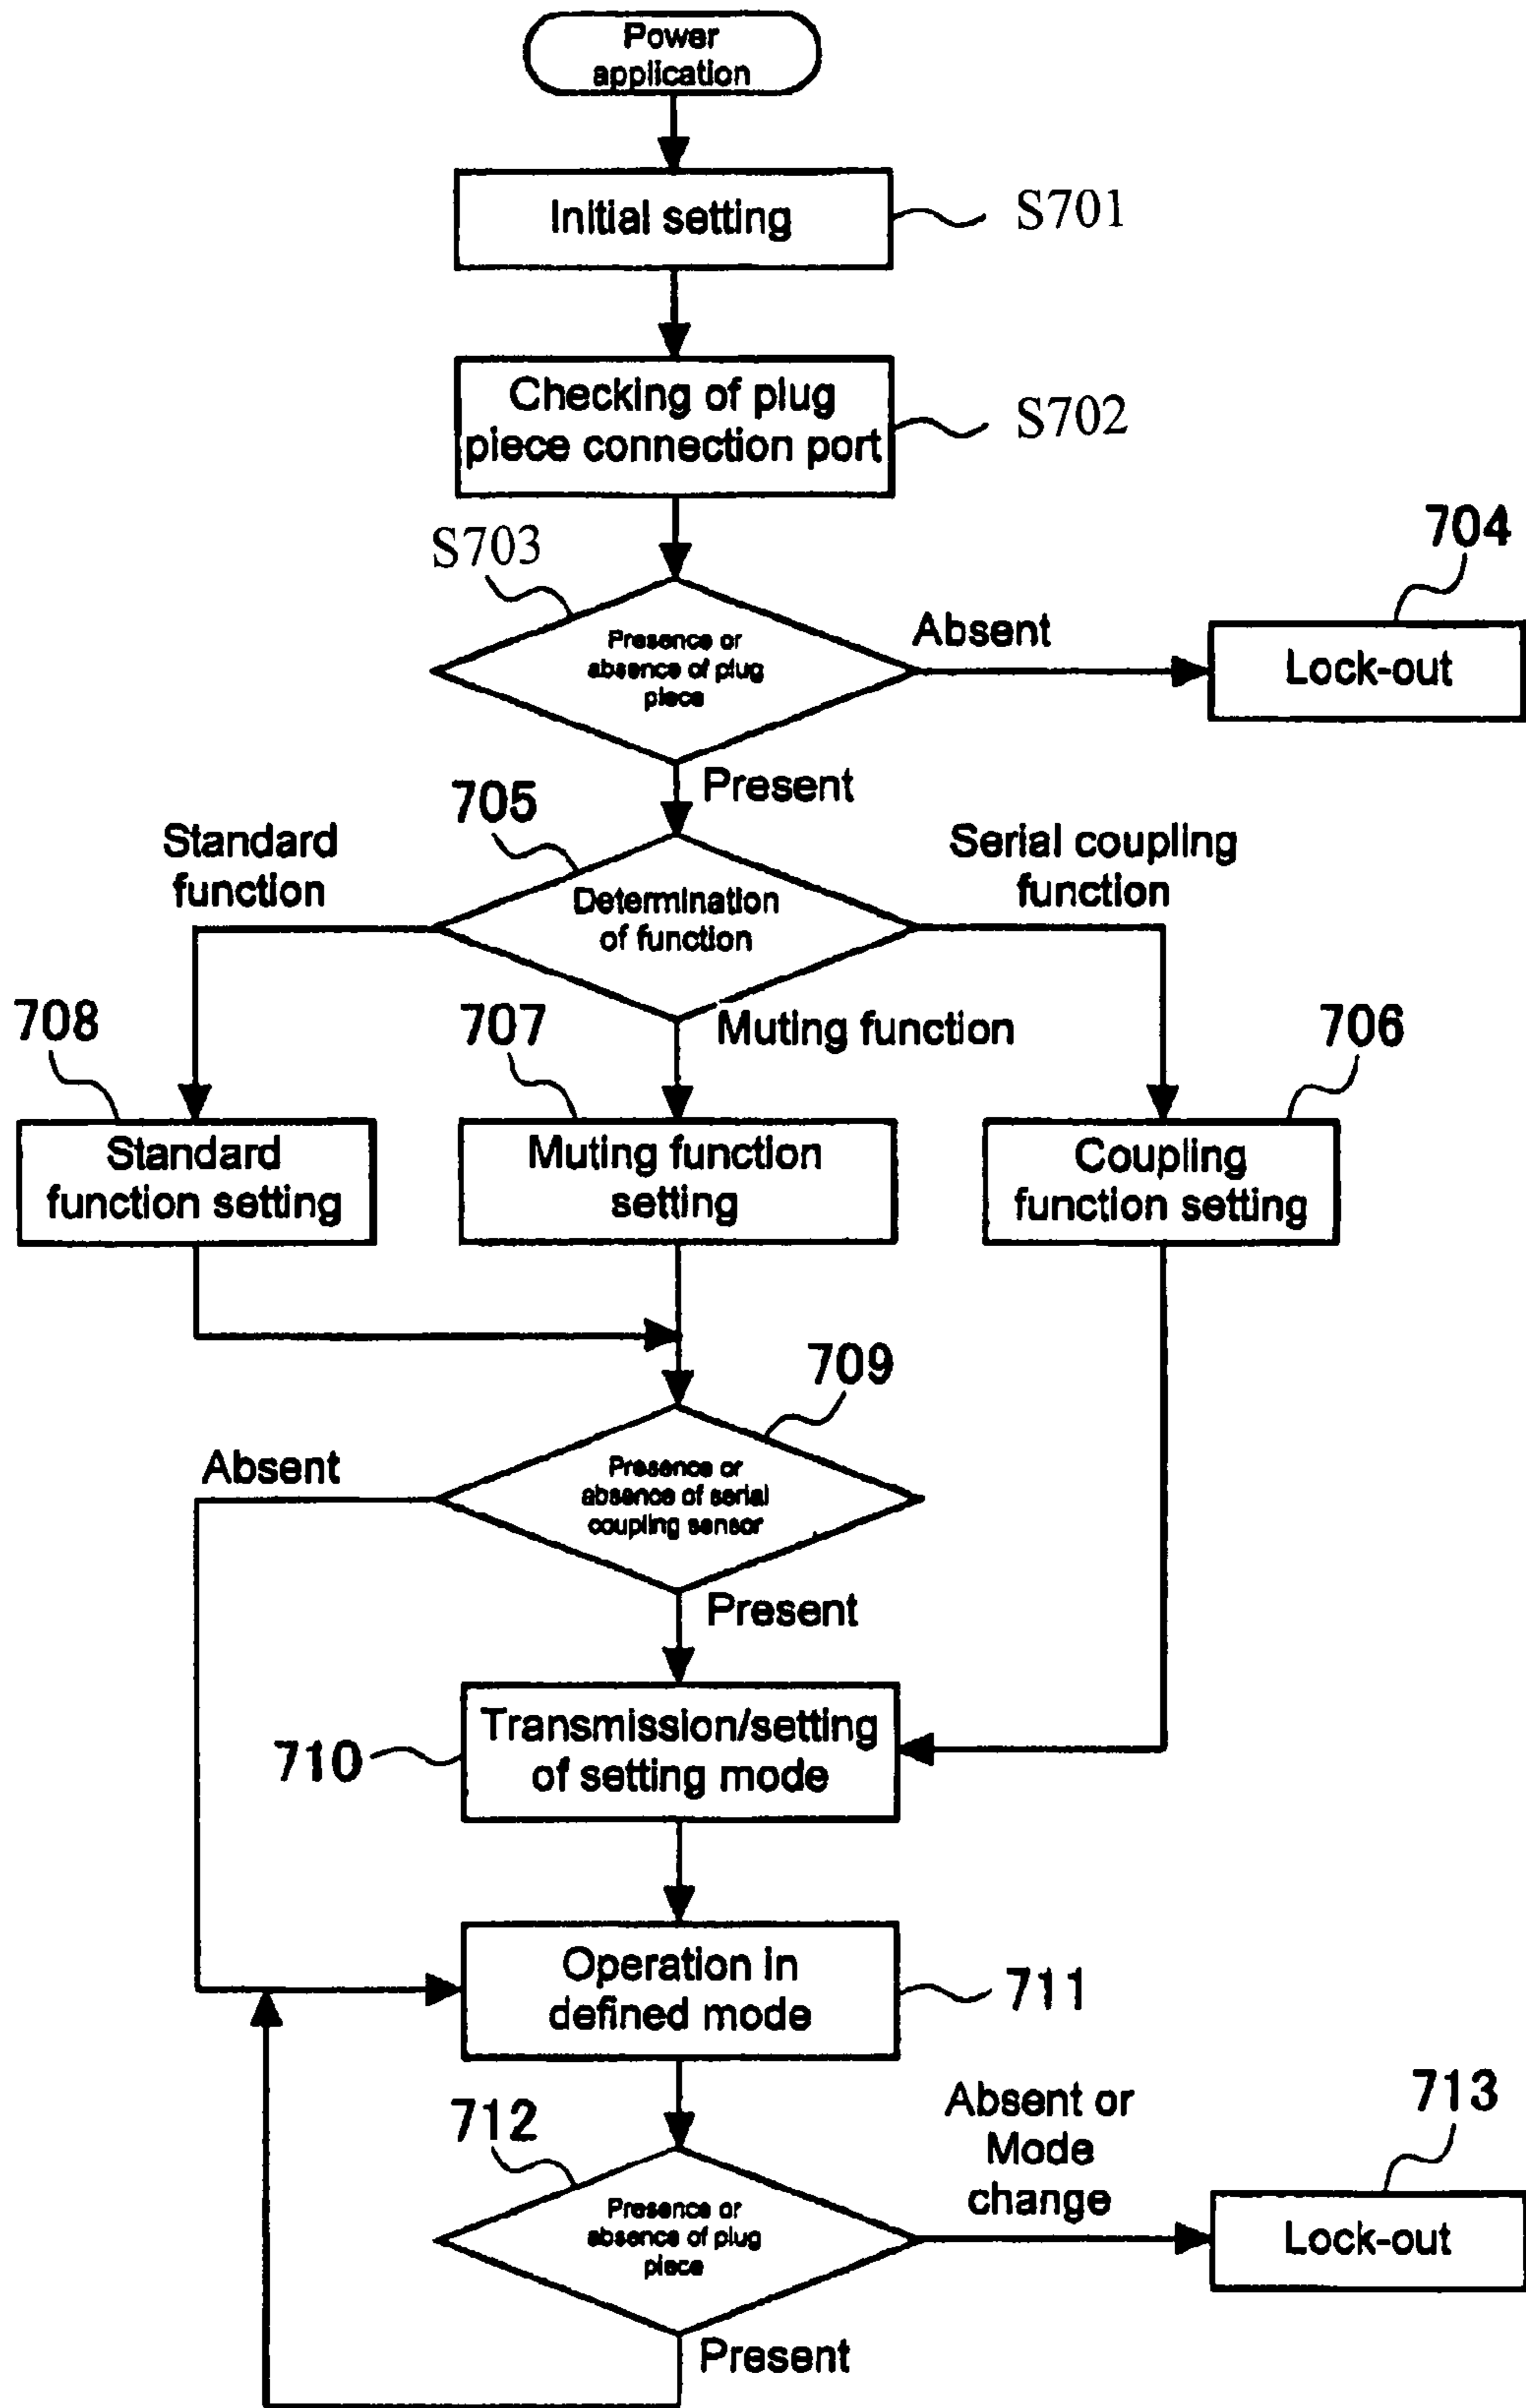 Power
application
Initial setting
S701
Checking of plug
piece connection port
S702
S703
Presence or
absence of plug
piece
Absent
704
Lock-out
Present
705
Standard
function
Determination
of function
Serial coupling
function
Muting function
708
707
706
Standard
function setting
Muting function
setting
Coupling
function setting
709
Absent
Presence or
absence of serial
coupling sensor
Present
710
Transmission/setting
of setting mode
Operation in
defined mode
711
712
Presence or
absence of plug
piece
Absent or
Mode
change
713
Lock-out
Present